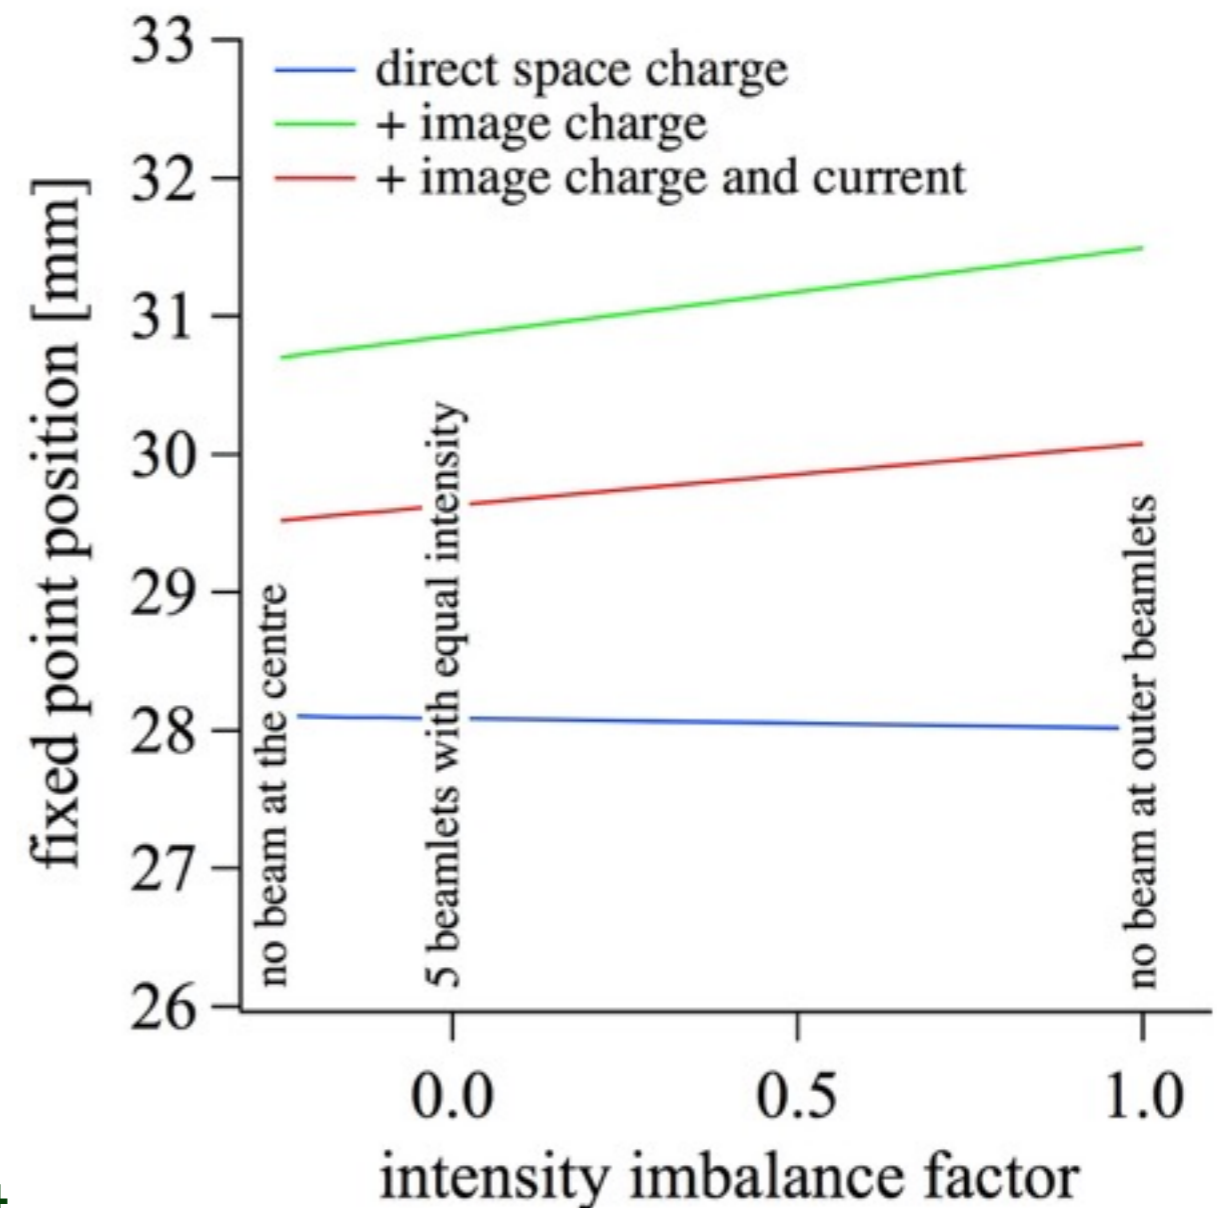 33
direct space charge
+ image charge
32
+ image charge and current
31
30
29
28
27
26
fixed point position [mm]
no beam at the centre
5 beamlets with equal intensity
no beam at outer beamlets
0.0 0.5 1.0
intensity imbalance factor